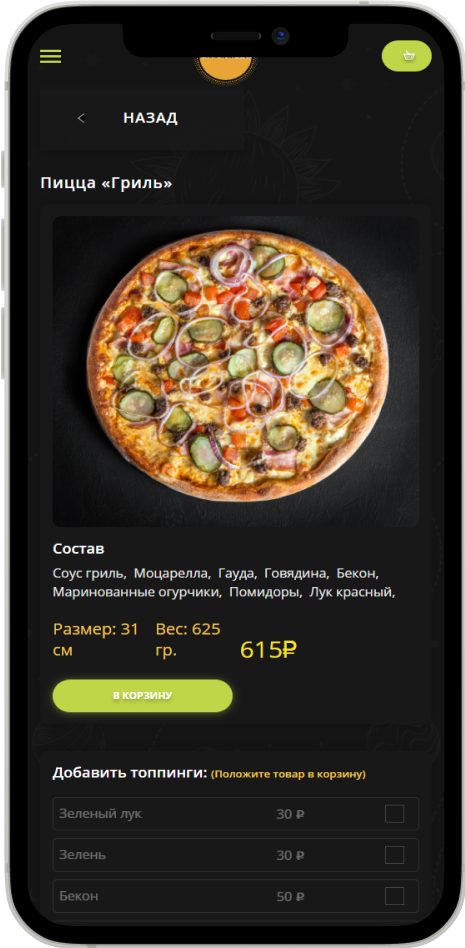 НАЗАД
Пицца «Гриль»
Состав
Соус гриль, Моцарелла, Гауда, Говядина, Бекон,
Маринованные огурчики, Помидоры, Лук красный,
Размер: 31 см
Вес: 625 гр.
615₽
В КОРЗИНУ
Добавить топпинги: (Положите товар в корзину)
Зеленый лук 30 ₽
Зелень 30 ₽
Бекон 50 ₽